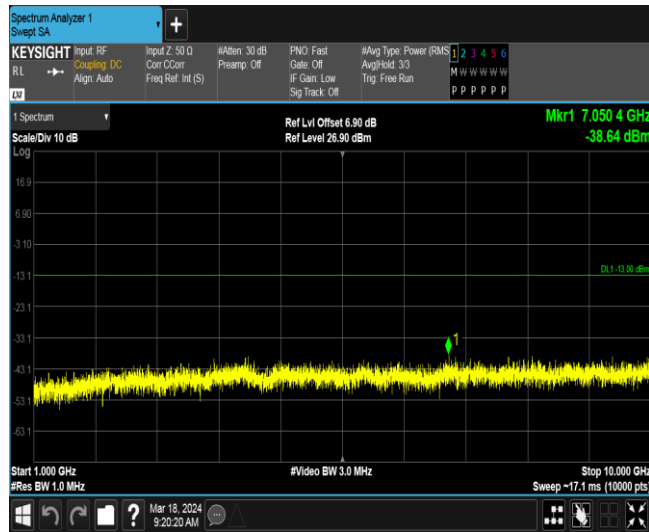 Spectrum Analyzer 1
Swept SA
+
KEYSIGHT
RL
LXI
Input: RF
Coupling: DC
Align: Auto
Input Z: 50 Ω
Corr CCorr
Freq Ref: Int (S)
#Atten: 30 dB
Preamp: Off
PNO: Fast
Gate: Off
IF Gain: Low
Sig Track: Off
#Avg Type: Power (RMS
Avg|Hold: 3/3
Trig: Free Run
1 2 3 4 5 6
M W W W W W
P P P P P P
1 Spectrum
Scale/Div 10 dB
Log
Ref Lvl Offset 6.90 dB
Ref Level 26.90 dBm
Mkr1 7.050 4 GHz
-38.64 dBm
16.9
6.90
-3.10
-13.1
DL1 -13.00 dBm
-23.1
-33.1
1
-43.1
-53.1
-63.1
Start 1.000 GHz
#Video BW 3.0 MHz
Stop 10.000 GHz
#Res BW 1.0 MHz
Sweep ~17.1 ms (10000 pts)
?
Mar 18, 2024
9:20:20 AM